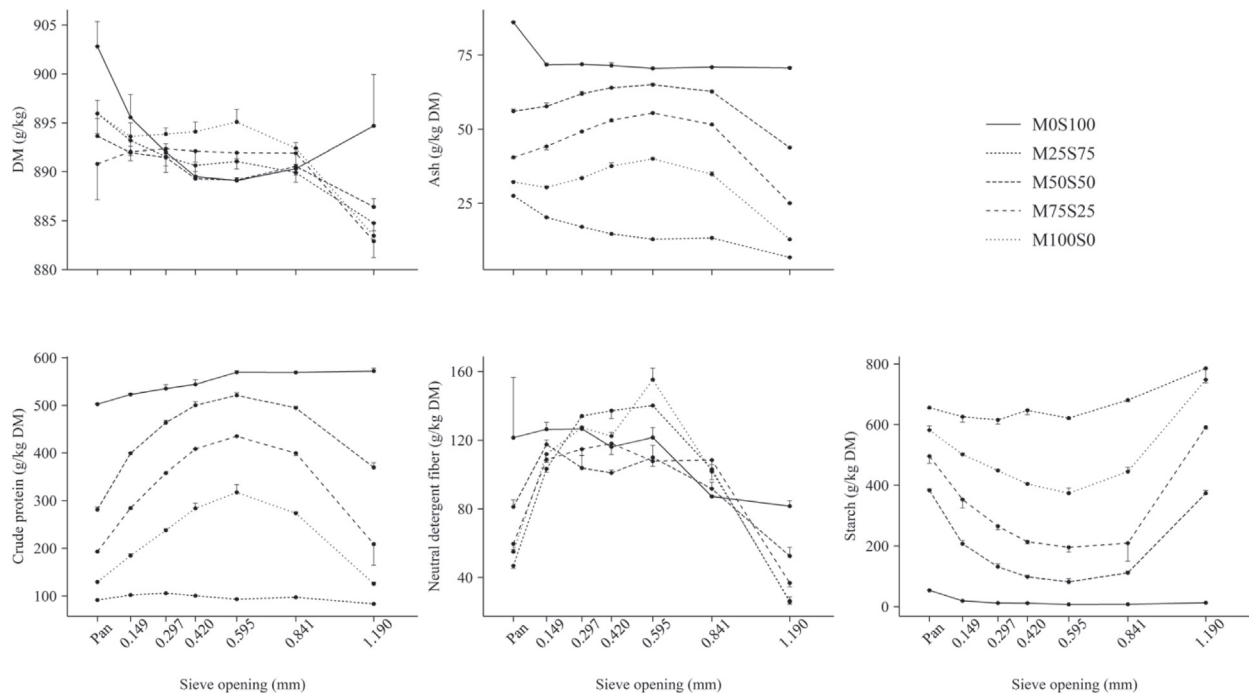 DM (g/kg)
905
900
895
890
885
880
Ash (g/kg DM)
75
50
25
M0S100
M25S75
M50S50
M75S25
M100S0
Crude protein (g/kg DM)
600
500
400
300
200
100
Pan
0.149
0.297
0.420
0.595
0.841
1.190
Sieve opening (mm)
Neutral detergent fiber (g/kg DM)
160
120
80
40
Pan
0.149
0.297
0.420
0.595
0.841
1.190
Sieve opening (mm)
Starch (g/kg DM)
800
600
400
200
0
Pan
0.149
0.297
0.420
0.595
0.841
1.190
Sieve opening (mm)